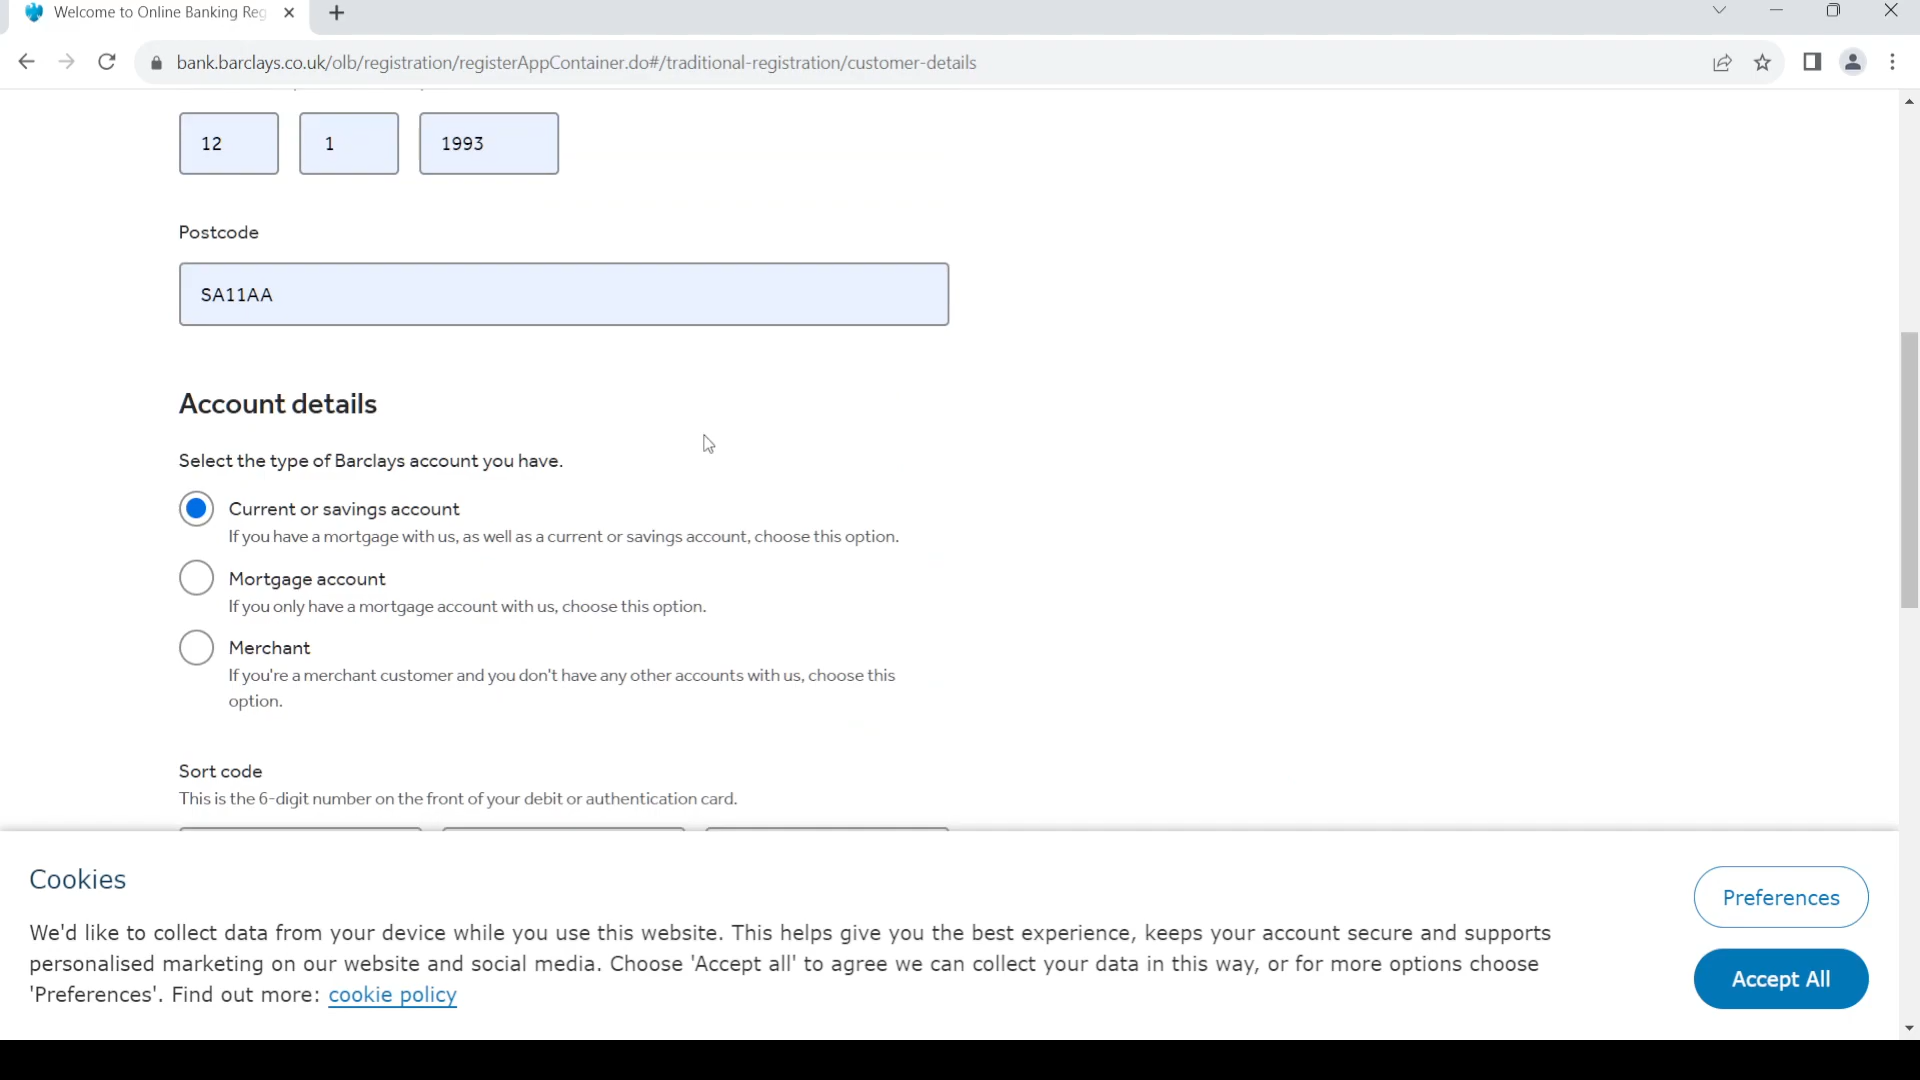 Welcome to Online Banking Reg
bank.barclays.co.uk/olb/registration/registerAppContainer.do#/traditional-registration/customer-details
12 1 1993
Postcode
SA11AA
Account details
Select the type of Barclays account you have.
Current or savings account
If you have a mortgage with us, as well as a current or savings account, choose this option.
Mortgage account
If you only have a mortgage account with us, choose this option.
Merchant
If you're a merchant customer and you don't have any other accounts with us, choose this
option.
Sort code
This is the 6-digit number on the front of your debit or authentication card.
Cookies
We'd like to collect data from your device while you use this website. This helps give you the best experience, keeps your account secure and supports
personalised marketing on our website and social media. Choose 'Accept all' to agree we can collect your data in this way, or for more options choose
'Preferences'. Find out more: cookie policy
Preferences
Accept All